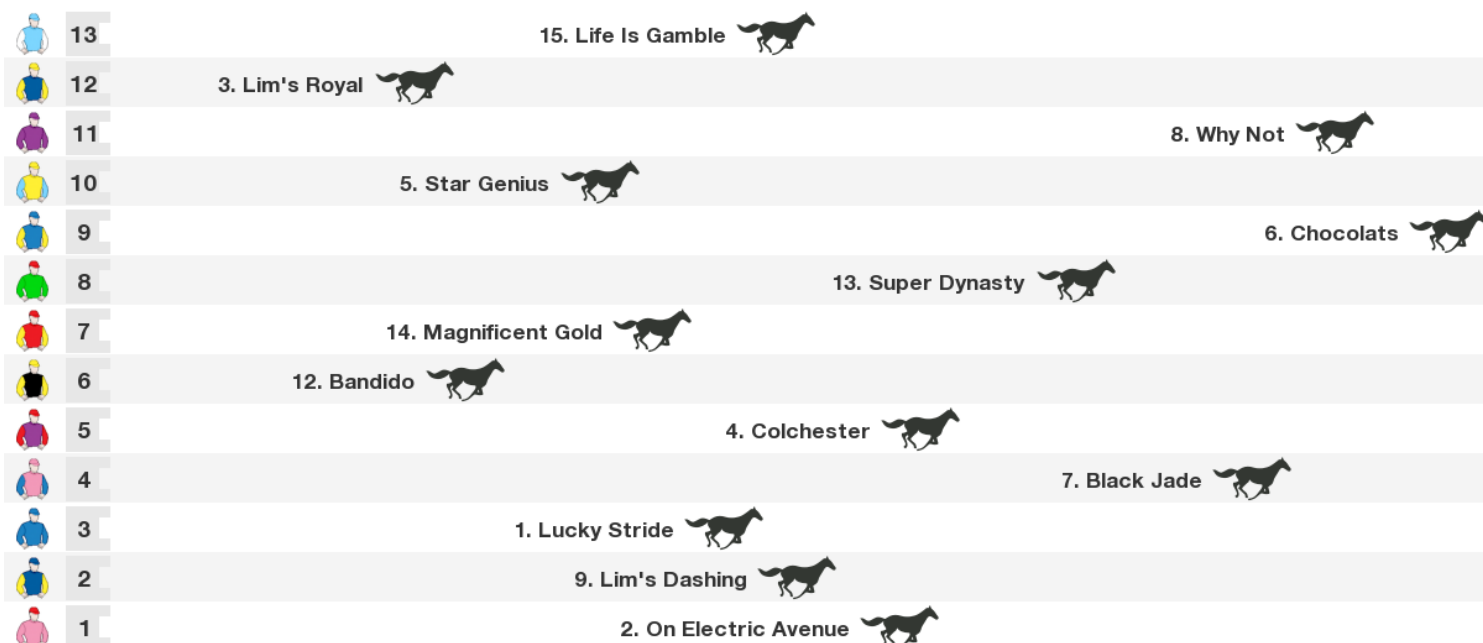 13 15. Life Is Gamble
12 3. Lim's Royal
11 8. Why Not
10 5. Star Genius
9 6. Chocolats
8 13. Super Dynasty
7 14. Magnificent Gold
6 12. Bandido
5 4. Colchester
4 7. Black Jade
3 1. Lucky Stride
2 9. Lim's Dashing
1 2. On Electric Avenue